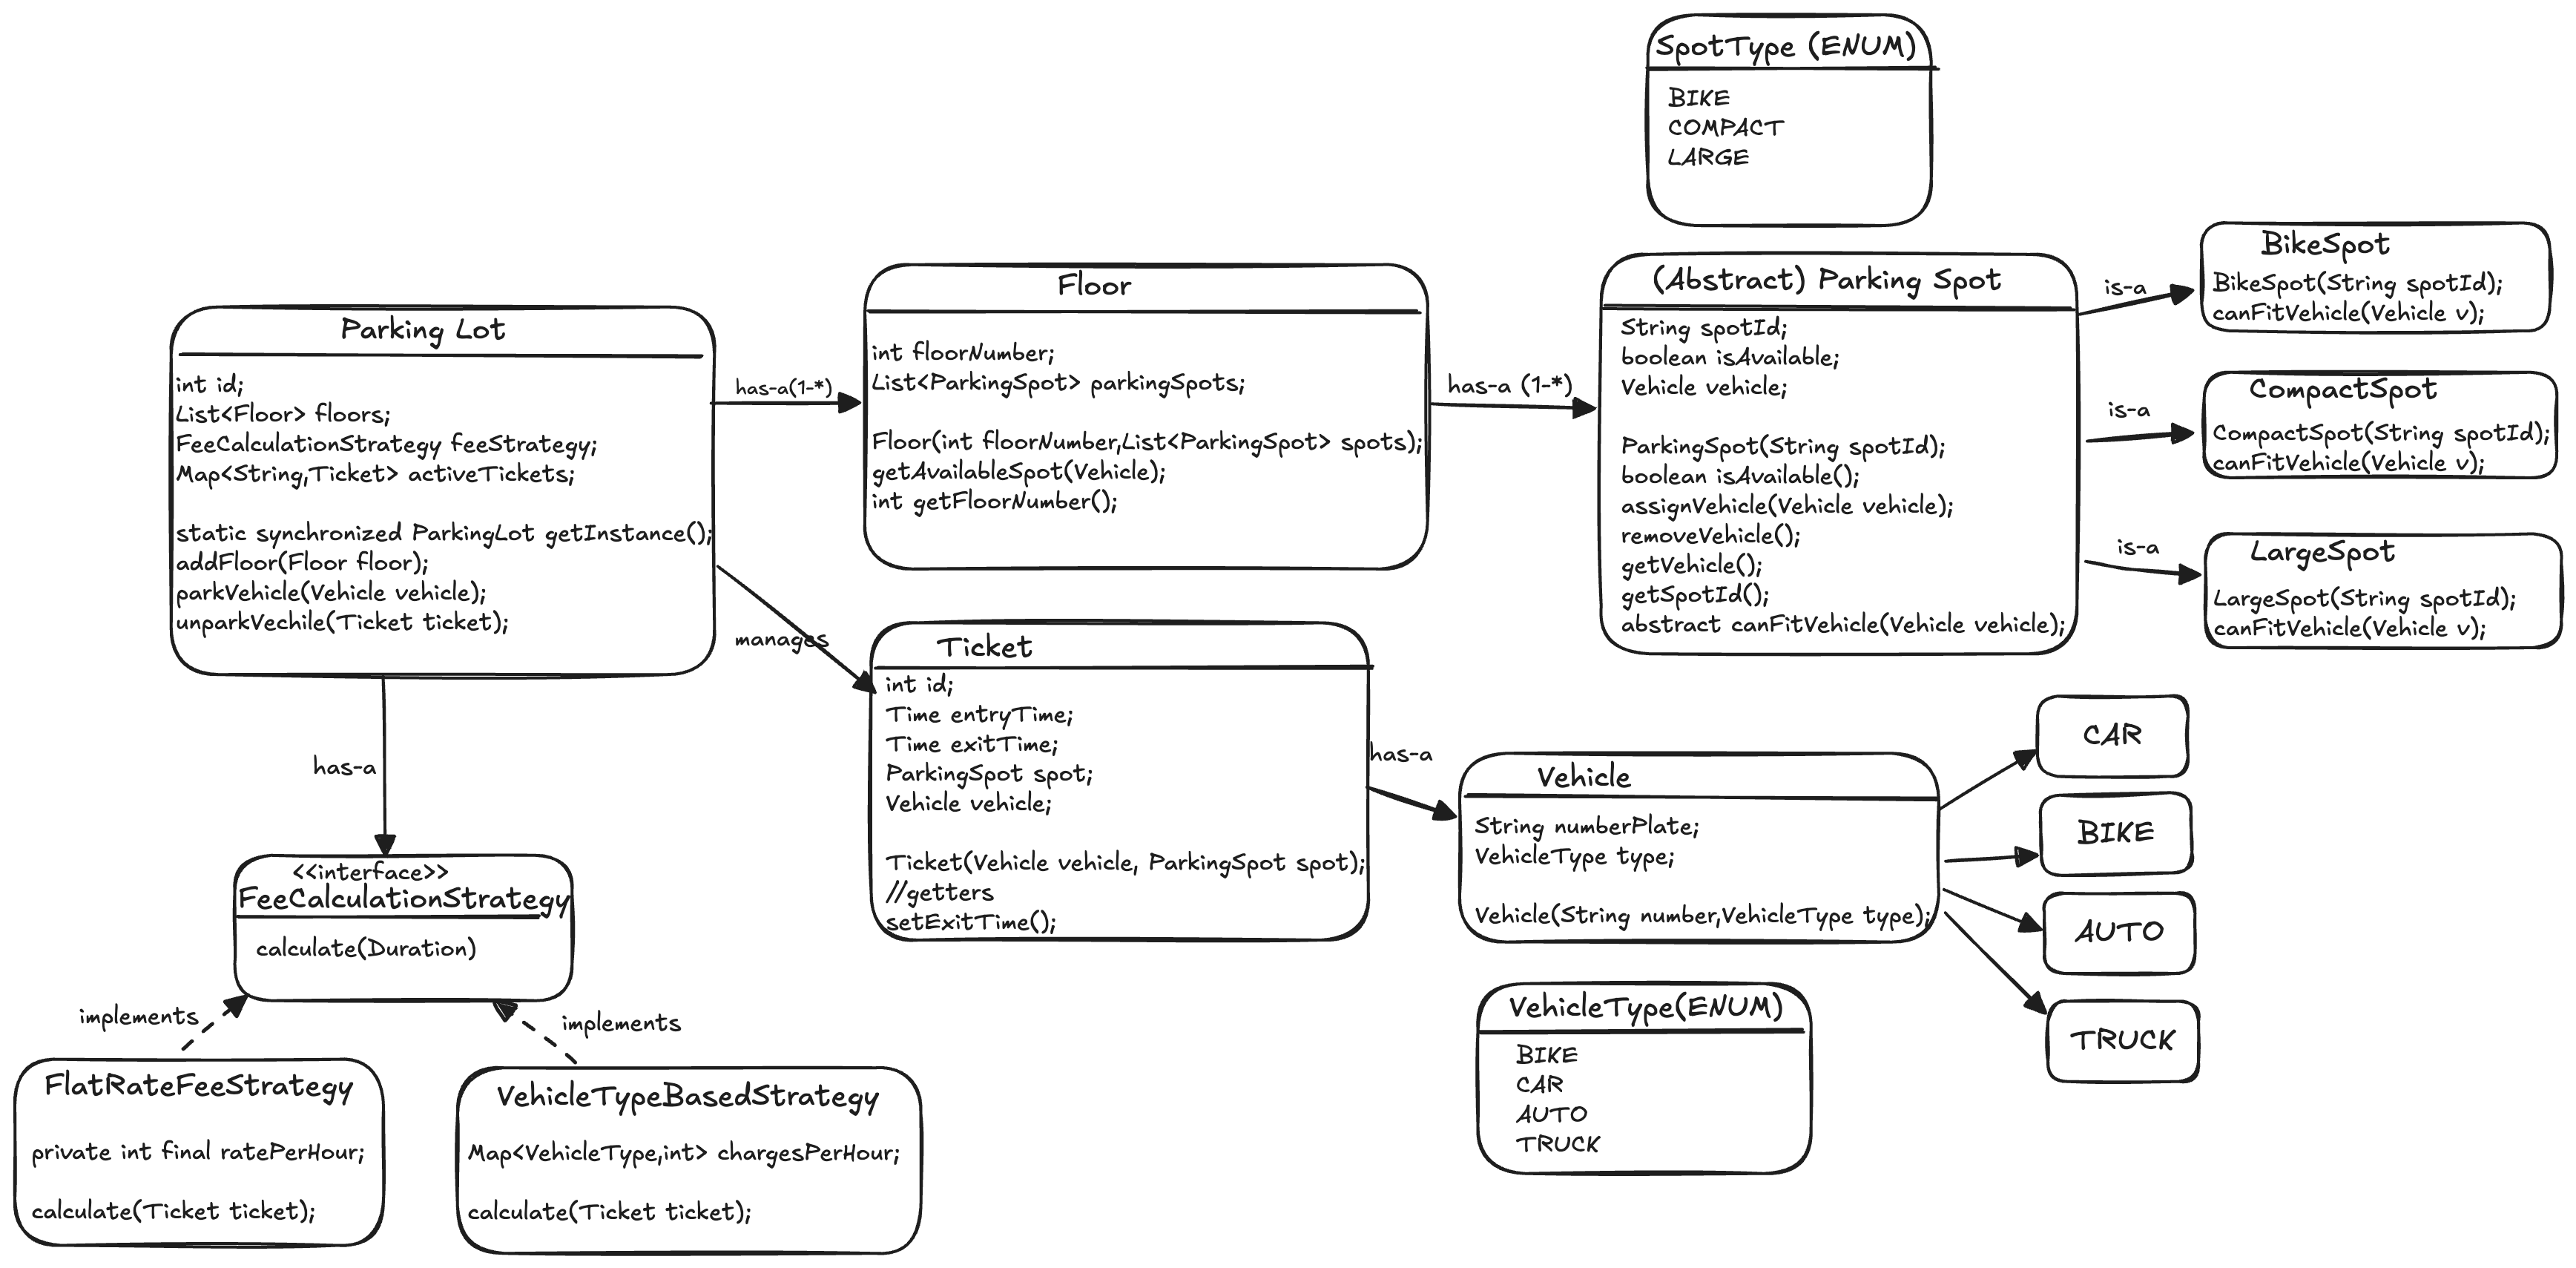 SpotType (ENUM)
BIKE
COMPACT
LARGE
Parking Lot
int id;
List<Floor> floors;
FeeCalculationStrategy feeStrategy;
Map<String,Ticket> activeTickets;
static synchronized ParkingLot getInstance();
addFloor(Floor floor);
parkVehicle(Vehicle vehicle);
unparkVechile(Ticket ticket);
has-a(1-*)
Floor
int floorNumber;
List<ParkingSpot> parkingSpots;
Floor(int floorNumber,List<ParkingSpot> spots);
getAvailableSpot(Vehicle);
int getFloorNumber();
has-a (1-*)
(Abstract) Parking Spot
String spotId;
boolean isAvailable;
Vehicle vehicle;
ParkingSpot(String spotId);
boolean isAvailable();
assignVehicle(Vehicle vehicle);
removeVehicle();
getVehicle();
getSpotId();
abstract canFitVehicle(Vehicle vehicle);
is-a
BikeSpot
BikeSpot(String spotId);
canFitVehicle(Vehicle v);
is-a
CompactSpot
CompactSpot(String spotId);
canFitVehicle(Vehicle v);
is-a
LargeSpot
LargeSpot(String spotId);
canFitVehicle(Vehicle v);
manages
Ticket
int id;
Time entryTime;
Time exitTime;
ParkingSpot spot;
Vehicle vehicle;
Ticket(Vehicle vehicle, ParkingSpot spot);
//getters
setExitTime();
has-a
Vehicle
String numberPlate;
VehicleType type;
Vehicle(String number,VehicleType type);
CAR
BIKE
AUTO
TRUCK
VehicleType(ENUM)
BIKE
CAR
AUTO
TRUCK
has-a
<<interface>>
FeeCalculationStrategy
calculate(Duration)
implements
implements
FlatRateFeeStrategy
private int final ratePerHour;
calculate(Ticket ticket);
VehicleTypeBasedStrategy
Map<VehicleType,int> chargesPerHour;
calculate(Ticket ticket);